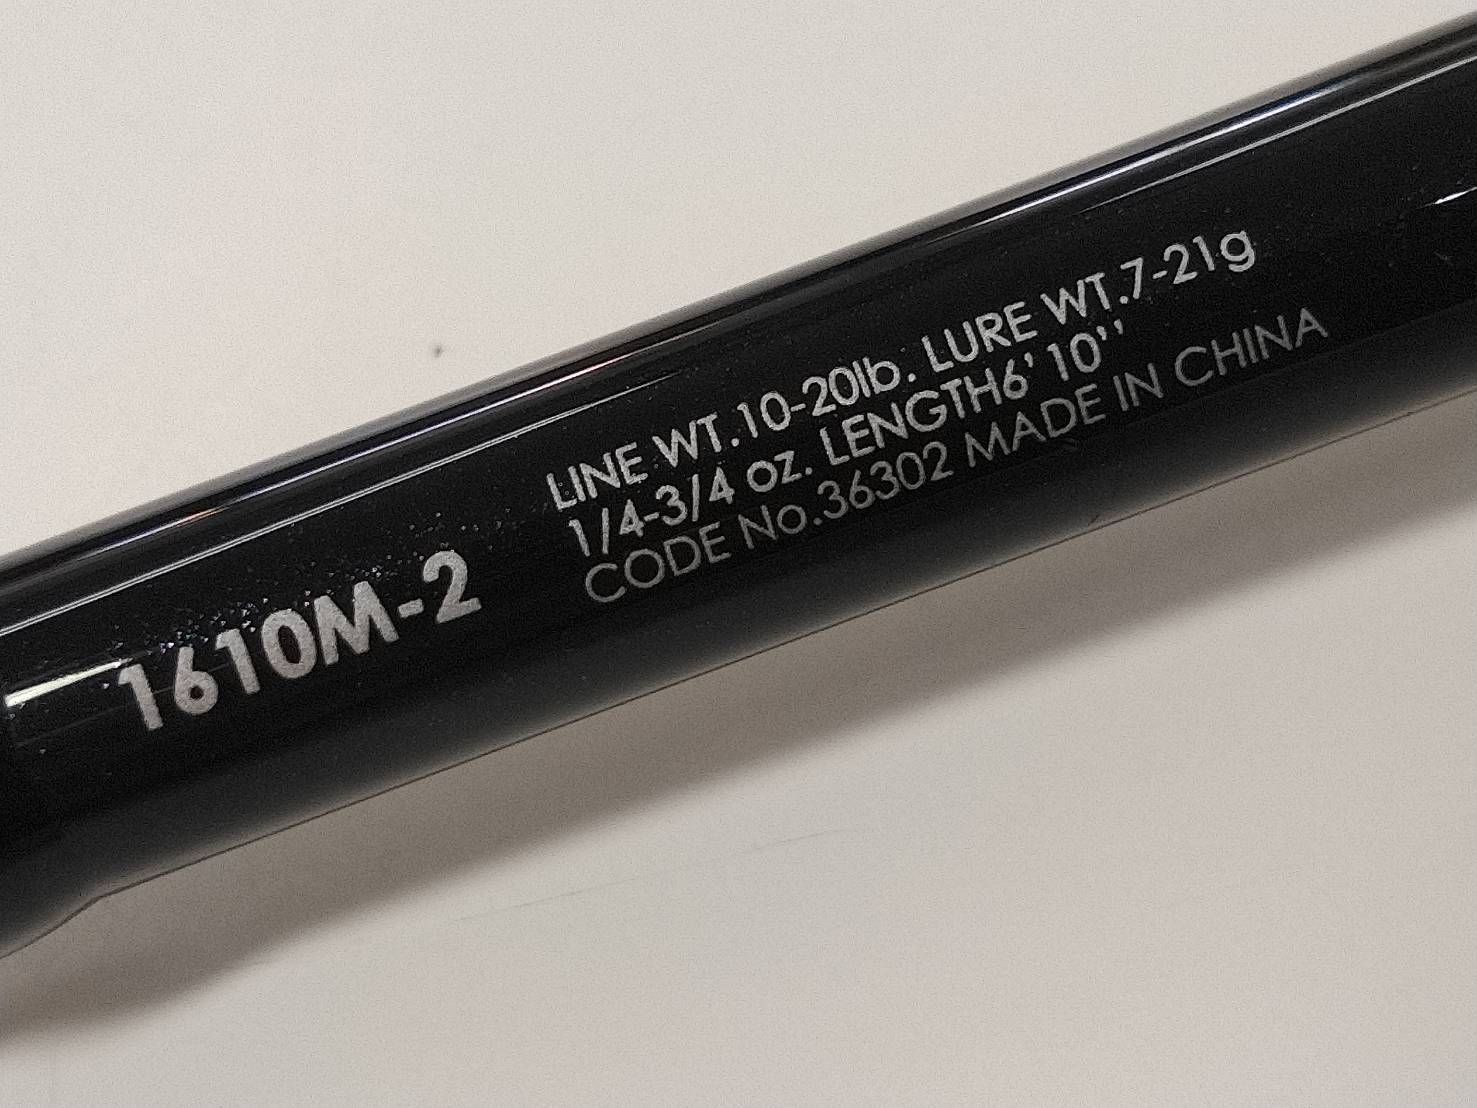 1610M-2
LINE WT.10-20lb. LURE WT.7-21g
1/4-3/4 oz. LENGTH6' 10''
CODE No.36302 MADE IN CHINA